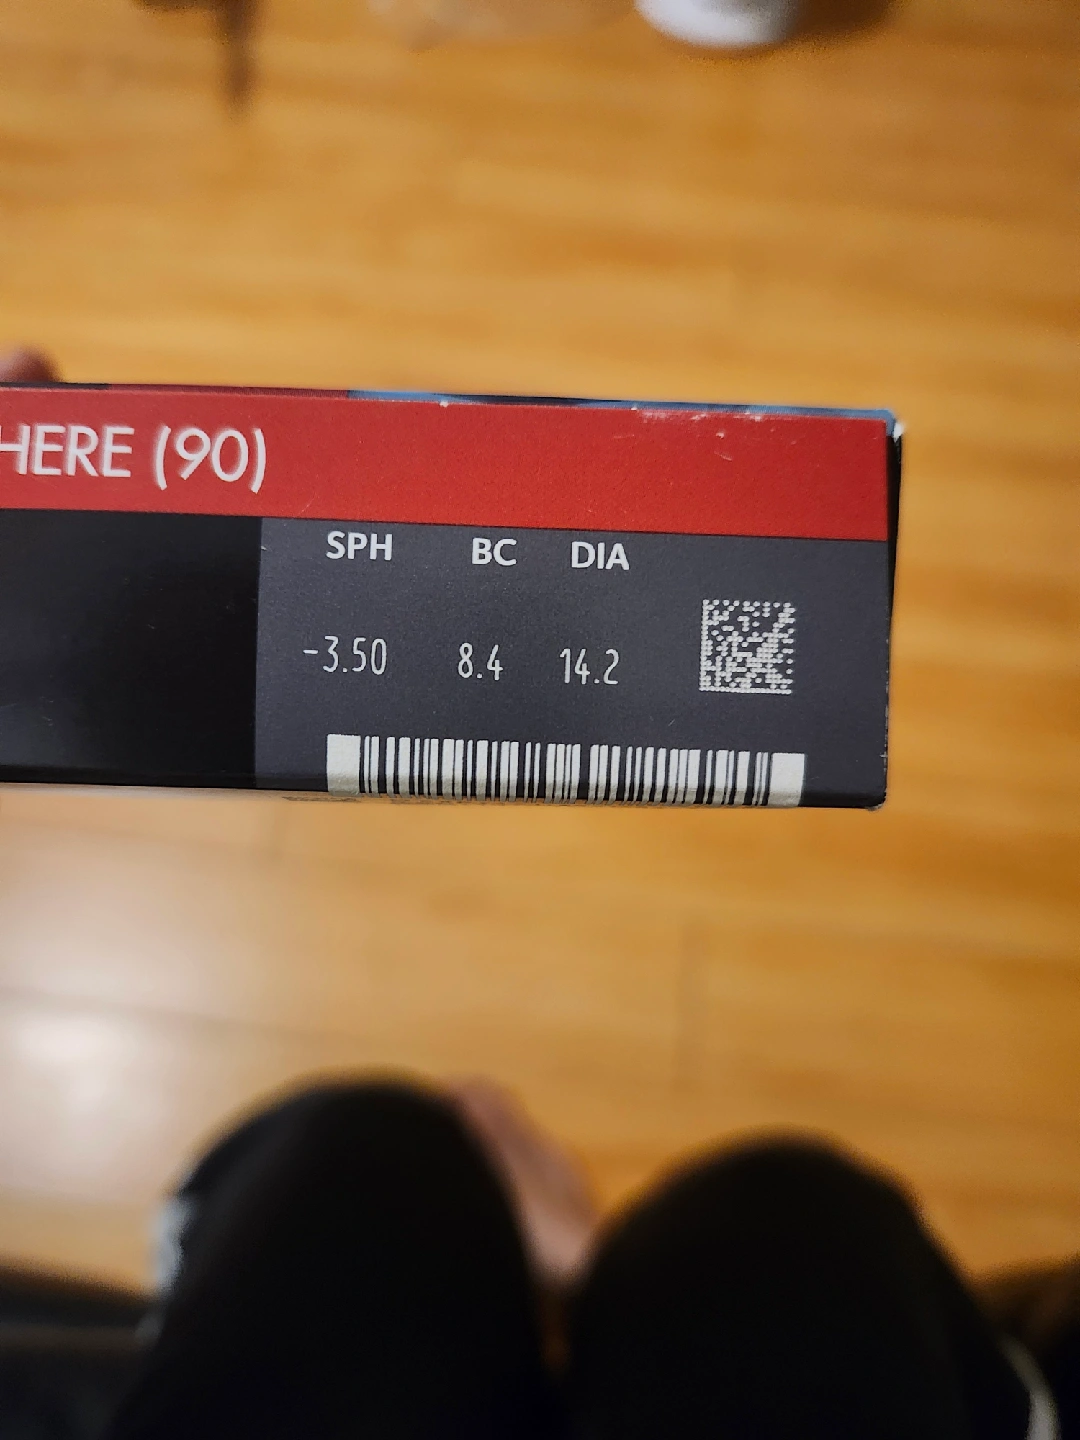 HERE (90)
SPH BC DIA
-3.50 8.4 14.2